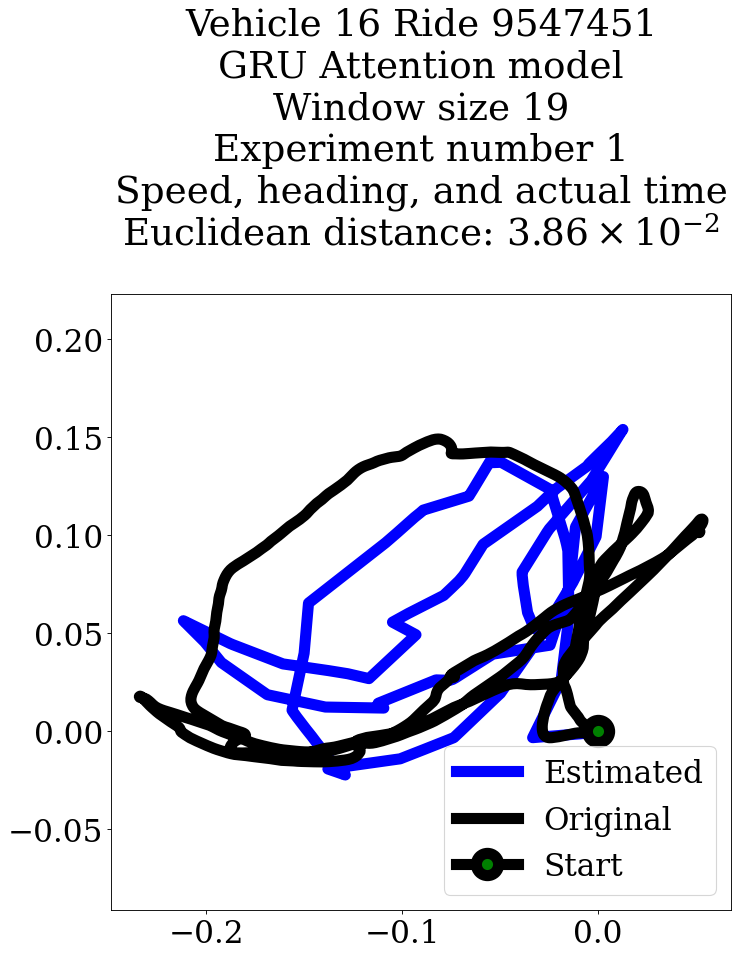 Vehicle 16 Ride 9547451
GRU Attention model
Window size 19
Experiment number 1
Speed, heading, and actual time
Euclidean distance: 3.86 × 10⁻²
0.20
0.15
0.10
0.05
0.00
−0.05
Estimated
Original
Start
−0.2
−0.1
0.0